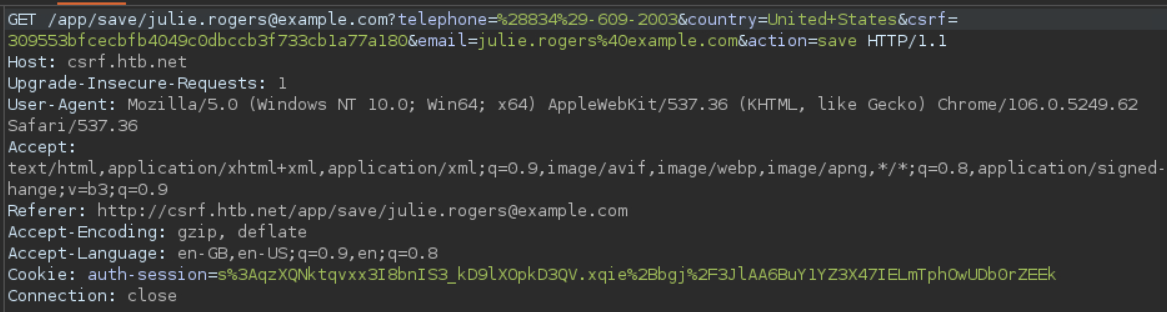 GET /app/save/julie.rogers@example.com?telephone=%28834%29-609-2003&country=United+States&csrf=
309553bfcecbfb4049c0dbccb3f733cb1a77a180&email=julie.rogers%40example.com&action=save HTTP/1.1
Host: csrf.htb.net
Upgrade-Insecure-Requests: 1
User-Agent: Mozilla/5.0 (Windows NT 10.0; Win64; x64) AppleWebKit/537.36 (KHTML, like Gecko) Chrome/106.0.5249.62
Safari/537.36
Accept:
text/html,application/xhtml+xml,application/xml;q=0.9,image/avif,image/webp,image/apng,*/*;q=0.8,application/signed-
hange;v=b3;q=0.9
Referer: http://csrf.htb.net/app/save/julie.rogers@example.com
Accept-Encoding: gzip, deflate
Accept-Language: en-GB,en-US;q=0.9,en;q=0.8
Cookie: auth-session=s%3AqzXQNktqvxx3I8bnIS3_kD9lXOpkD3QV.xqie%2Bbgj%2F3JlAA6BuY1YZ3X47IELmTphOwUDbOrZEEk
Connection: close